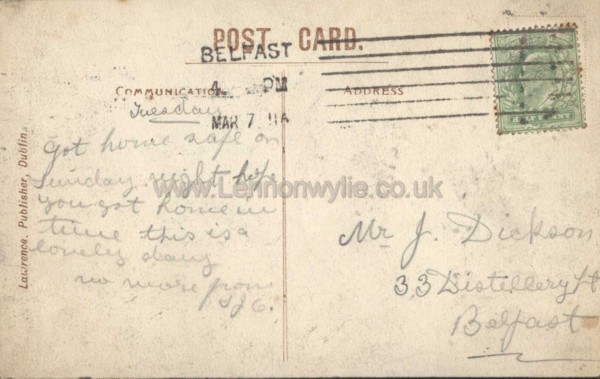 POST CARD.
BELFAST
4 PM
MAR 7 11A
COMMUNICATION
ADDRESS
Tuesday
Got home safe on
Sunday night hope
you got home in
time this is a
lovely day
no more from
Mr J. Dickson
33 Distillery St
Belfast
Lawrence, Publisher, Dublin.
www.Lennonwylie.co.uk